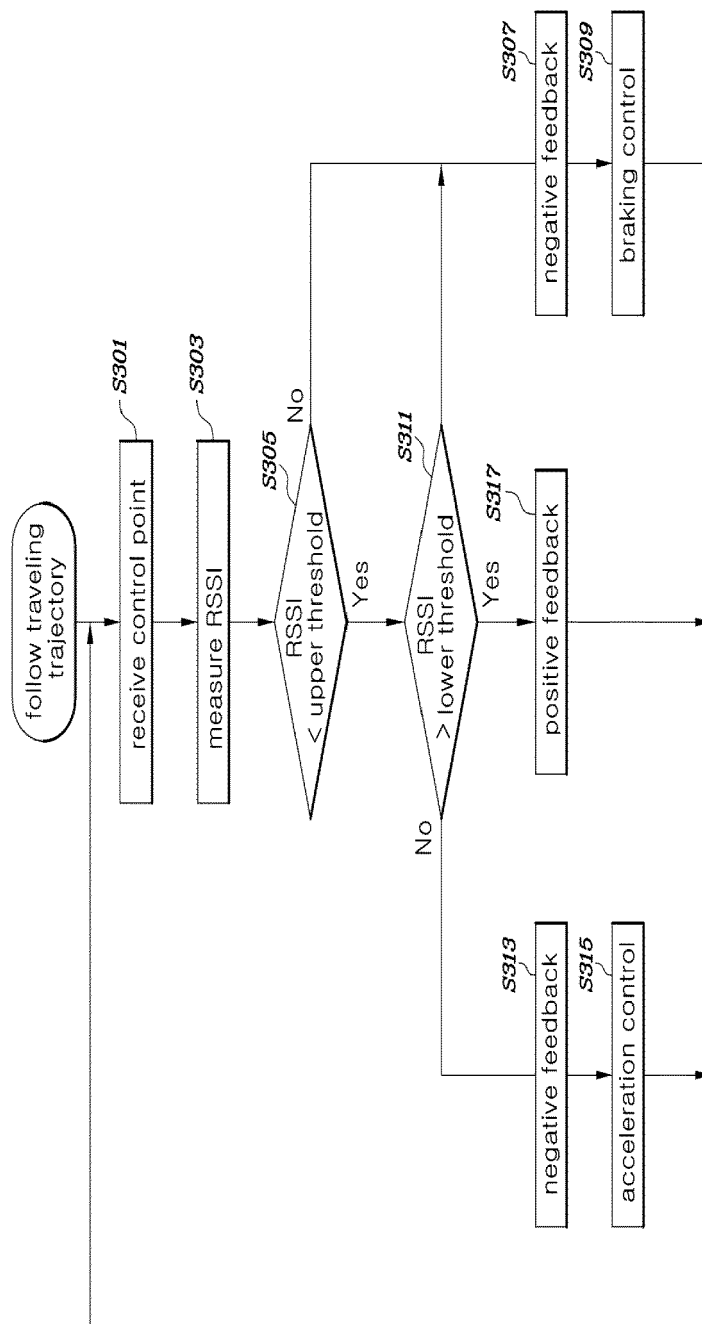 follow traveling
trajectory
S301
receive control point
S303
measure RSSI
S305
RSSI
< upper threshold
No
Yes
S311
RSSI
> lower threshold
No
Yes
S313
negative feedback
S315
acceleration control
S317
positive feedback
S307
negative feedback
S309
braking control